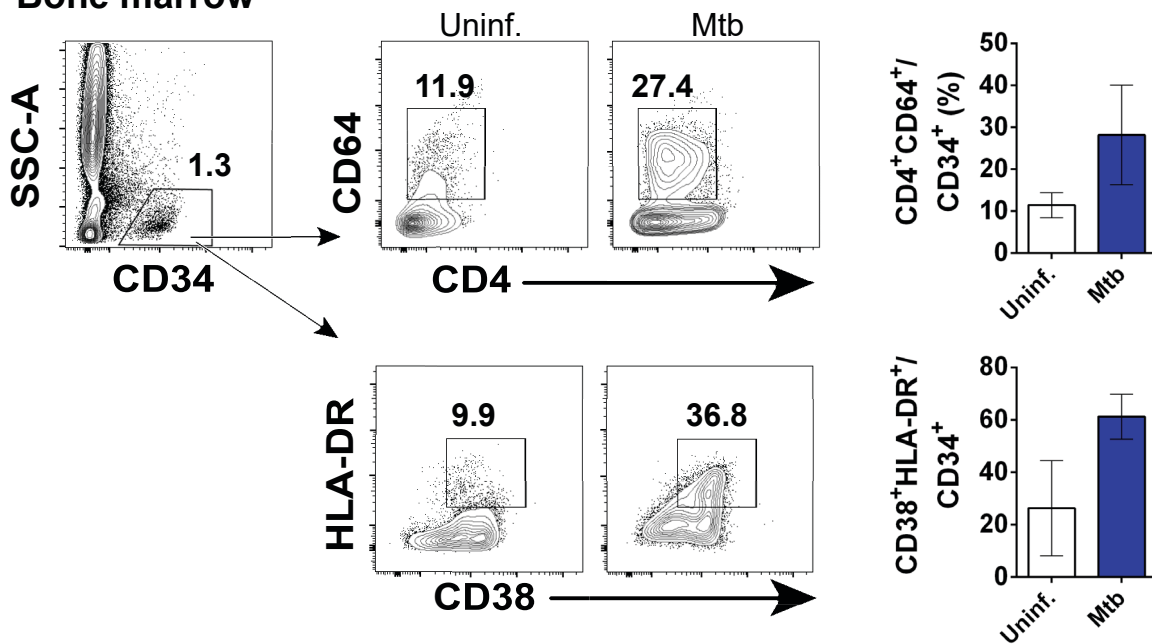 Bone marrow
Uninf.
Mtb
SSC-A
1.3
CD34
CD64
11.9
27.4
CD4
CD4+CD64+/
CD34+ (%)
50
40
30
20
10
0
Uninf.
Mtb
HLA-DR
9.9
36.8
CD38
CD38+HLA-DR+/
CD34+
80
60
40
20
0
Uninf.
Mtb